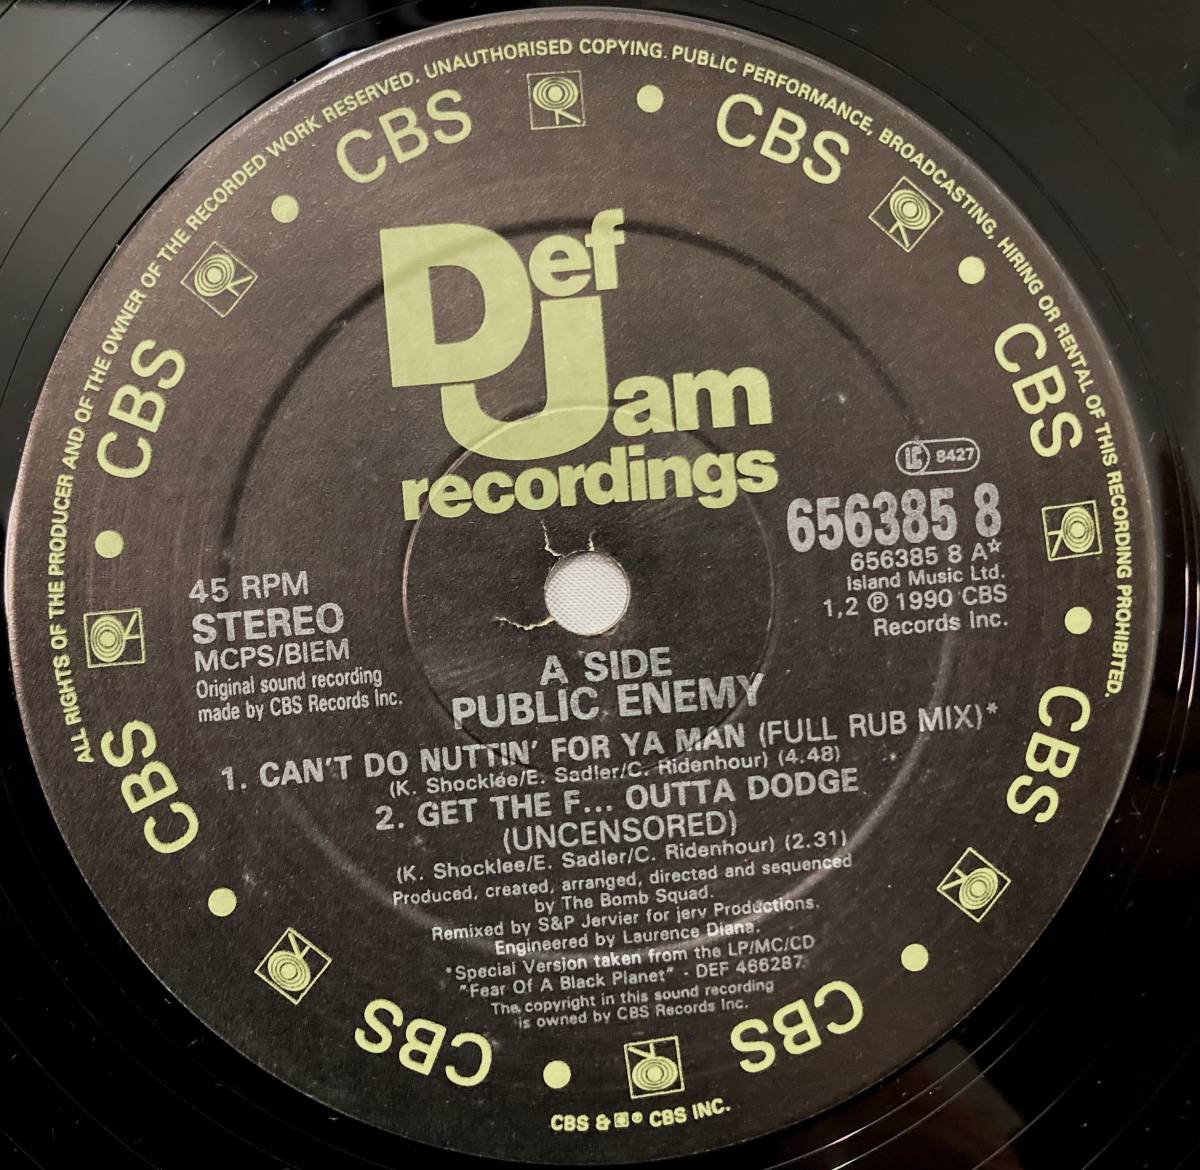 ALL RIGHTS OF THE PRODUCER AND OF THE OWNER OF THE RECORDED WORK RESERVED. UNAUTHORISED COPYING. PUBLIC PERFORMANCE, BROADCASTING, HIRING OR RENTAL OF THIS RECORDING PROHIBITED.
CBS
CBS
CBS
CBS
CBS
CBS
CBS
CBS
Def
Jam
recordings
LC 8427
656385 8
656385 8 A☆
Island Music Ltd.
1,2 ℗ 1990 CBS
Records Inc.
45 RPM
STEREO
MCPS/BIEM
Original sound recording
made by CBS Records Inc.
A SIDE
PUBLIC ENEMY
1. CAN'T DO NUTTIN' FOR YA MAN (FULL RUB MIX)*
(K. Shocklee/E. Sadler/C. Ridenhour) (4.48)
2. GET THE F... OUTTA DODGE
(UNCENSORED)
(K. Shocklee/E. Sadler/C. Ridenhour) (2.31)
Produced, created, arranged, directed and sequenced
by The Bomb Squad.
Remixed by S&P Jervier for jerv Productions.
Engineered by Laurence Diana.
*Special Version taken from the LP/MC/CD
"Fear Of A Black Planet" - DEF 466287.
The copyright in this sound recording
is owned by CBS Records Inc.
CBS & ® CBS INC.